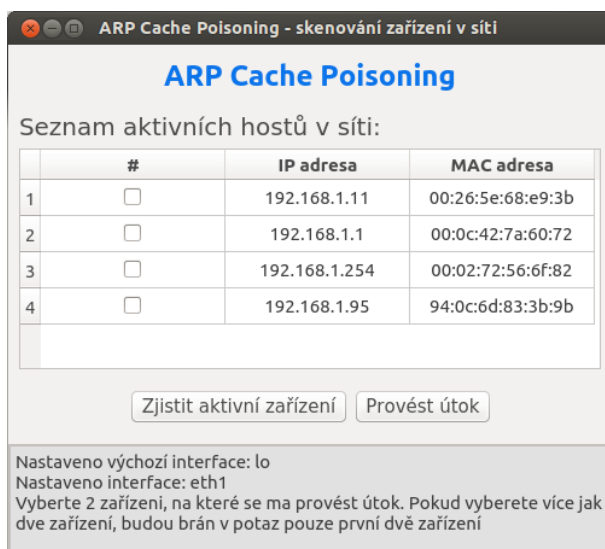 ARP Cache Poisoning - skenování zařízení v síti
ARP Cache Poisoning
Seznam aktivních hostů v síti:
# IP adresa MAC adresa
1 192.168.1.11 00:26:5e:68:e9:3b
2 192.168.1.1 00:0c:42:7a:60:72
3 192.168.1.254 00:02:72:56:6f:82
4 192.168.1.95 94:0c:6d:83:3b:9b
Zjistit aktivní zařízení Provést útok
Nastaveno výchozí interface: lo
Nastaveno interface: eth1
Vyberte 2 zařízeni, na které se ma provést útok. Pokud vyberete více jak
dve zařízení, budou brán v potaz pouze první dvě zařízení